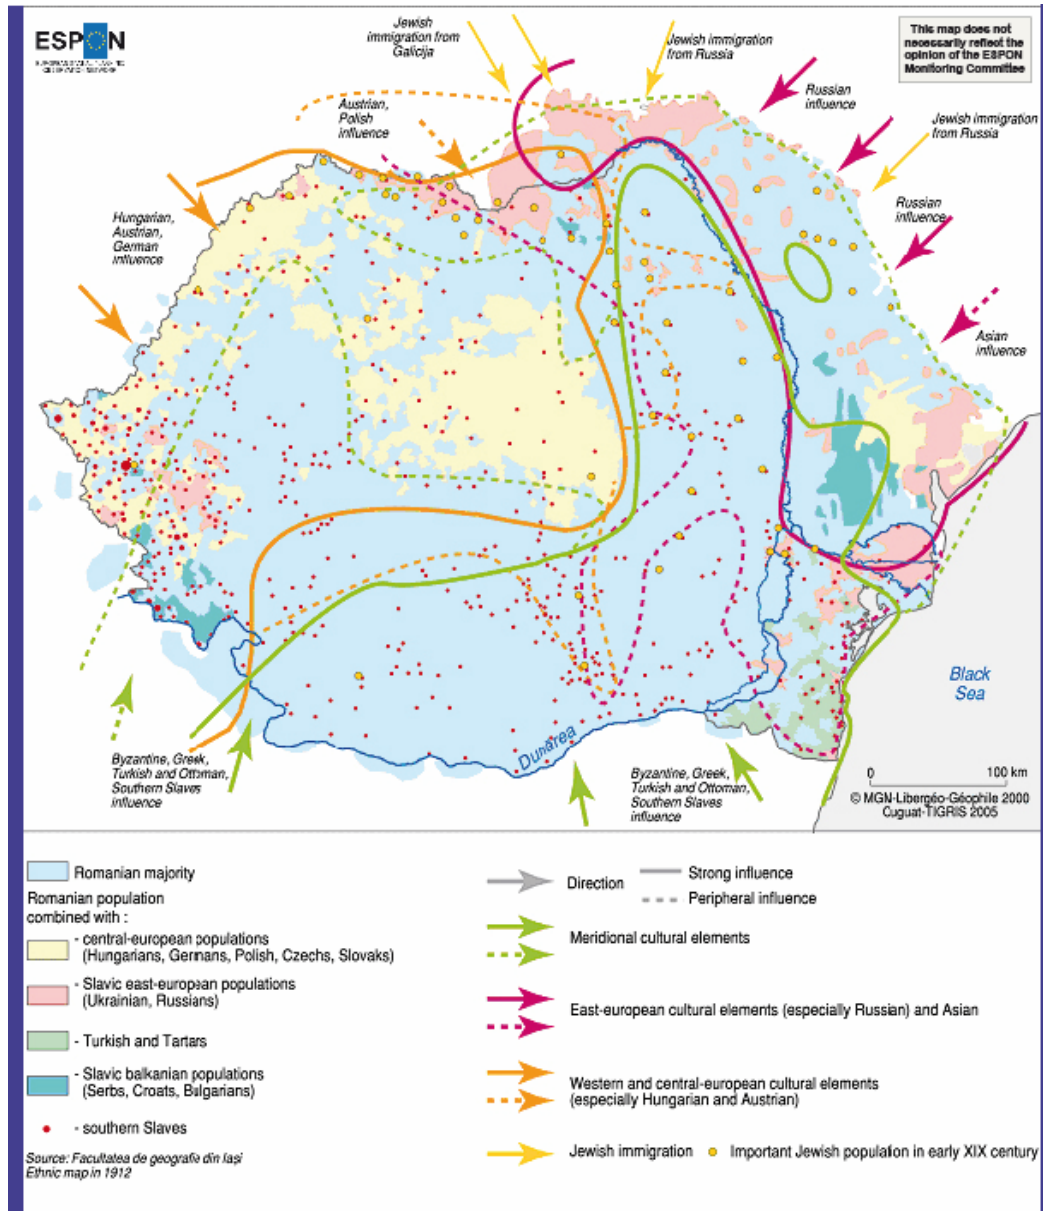 ESPON
EUROPEAN SPATIAL PLANNING
OBSERVATION NETWORK
This map does not
necessarily reflect the
opinion of the ESPON
Monitoring Committee
Jewish
immigration from
Galicija
Jewish immigration
from Russia
Russian
influence
Jewish immigration
from Russia
Austrian,
Polish
influence
Hungarian,
Austrian,
German
influence
Russian
influence
Asian
influence
Black
Sea
Dunarea
Byzantine, Greek,
Turkish and Ottoman,
Southern Slaves
influence
Byzantine, Greek,
Turkish and Ottoman,
Southern Slaves
influence
0 100 km
© MGN-Libergéo-Géophile 2000
Cuguat-TIGRIS 2005
Romanian majority
Romanian population
combined with :
- central-european populations
(Hungarians, Germans, Polish, Czechs, Slovaks)
- Slavic east-european populations
(Ukrainian, Russians)
- Turkish and Tartars
- Slavic balkanian populations
(Serbs, Croats, Bulgarians)
- southern Slaves
Source: Facultatea de geografie din Iaşi
Ethnic map in 1912
Direction
Strong influence
Peripheral influence
Meridional cultural elements
East-european cultural elements (especially Russian) and Asian
Western and central-european cultural elements
(especially Hungarian and Austrian)
Jewish immigration
Important Jewish population in early XIX century